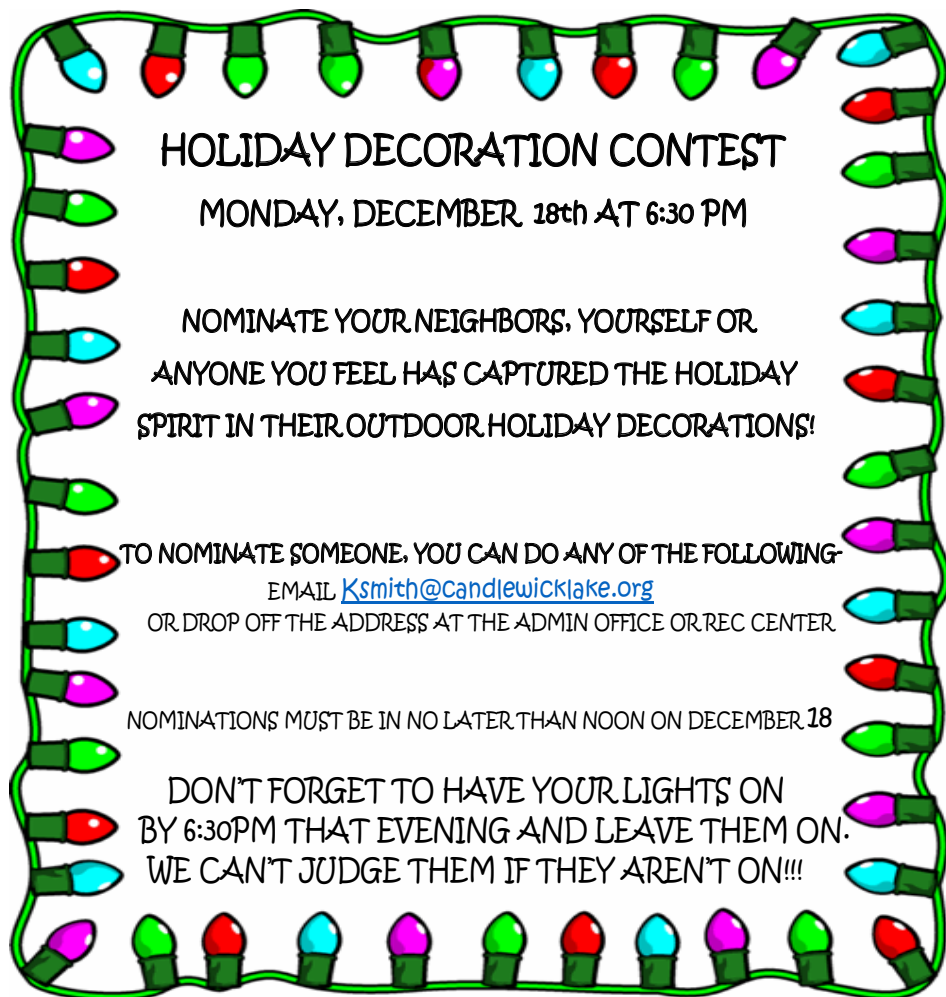 HOLIDAY DECORATION CONTEST
MONDAY, DECEMBER 18th AT 6:30 PM
NOMINATE YOUR NEIGHBORS, YOURSELF OR
ANYONE YOU FEEL HAS CAPTURED THE HOLIDAY
SPIRIT IN THEIR OUTDOOR HOLIDAY DECORATIONS!
TO NOMINATE SOMEONE, YOU CAN DO ANY OF THE FOLLOWING-
EMAIL Ksmith@candlewicklake.org
OR DROP OFF THE ADDRESS AT THE ADMIN OFFICE OR REC CENTER
NOMINATIONS MUST BE IN NO LATER THAN NOON ON DECEMBER 18
DON'T FORGET TO HAVE YOUR LIGHTS ON
BY 6:30PM THAT EVENING AND LEAVE THEM ON.
WE CAN'T JUDGE THEM IF THEY AREN'T ON!!!